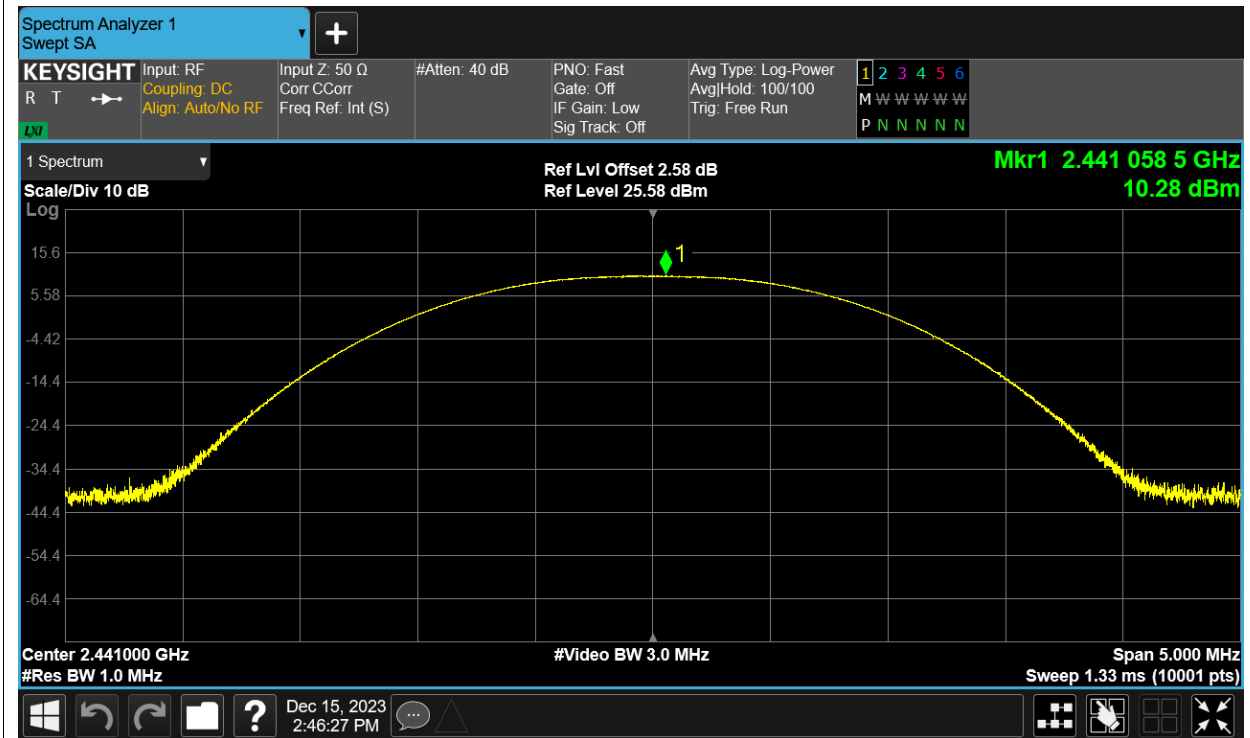 Spectrum Analyzer 1
Swept SA
KEYSIGHT
R T
LXI
Input: RF
Coupling: DC
Align: Auto/No RF
Input Z: 50 Ω
Corr CCorr
Freq Ref: Int (S)
#Atten: 40 dB
PNO: Fast
Gate: Off
IF Gain: Low
Sig Track: Off
Avg Type: Log-Power
Avg|Hold: 100/100
Trig: Free Run
1 2 3 4 5 6
M W W W W W
P N N N N N
1 Spectrum
Scale/Div 10 dB
Log
Ref Lvl Offset 2.58 dB
Ref Level 25.58 dBm
Mkr1 2.441 058 5 GHz
10.28 dBm
1
15.6
5.58
-4.42
-14.4
-24.4
-34.4
-44.4
-54.4
-64.4
Center 2.441000 GHz
#Res BW 1.0 MHz
#Video BW 3.0 MHz
Span 5.000 MHz
Sweep 1.33 ms (10001 pts)
?
Dec 15, 2023
2:46:27 PM